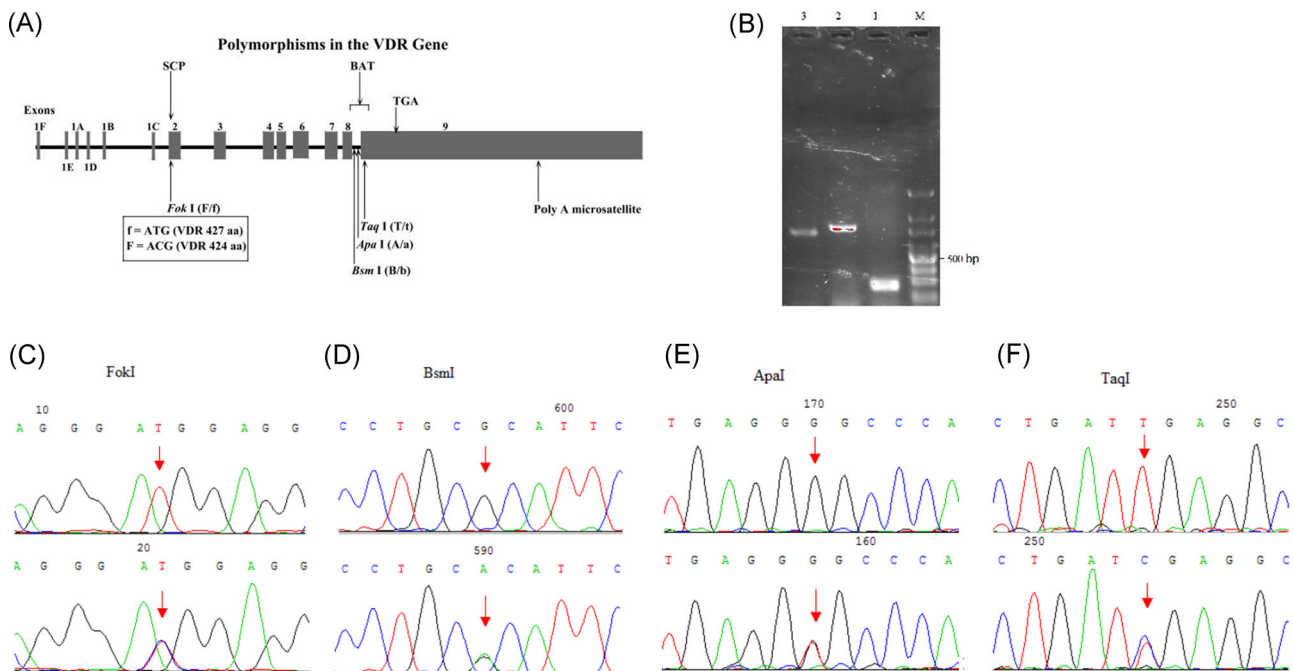 (A)
Polymorphisms in the VDR Gene
SCP
BAT
TGA
Exons
1F 1A 1B 1C 2 3 4 5 6 7 8 9
1E 1D
Fok I (F/f)
f = ATG (VDR 427 aa)
F = ACG (VDR 424 aa)
Taq I (T/t)
Apa I (A/a)
Bsm I (B/b)
Poly A microsatellite
(B)
3 2 1 M
500 bp
(C)
FokI
10
A G G G A T G G A G G
20
A G G G A T G G A G G
(D)
BsmI
600
C C T G C G C A T T C
590
C C T G C A C A T T C
(E)
ApaI
170
T G A G G G G C C C A
160
T G A G G G G C C C A
(F)
TaqI
250
C T G A T T G A G G C
250
C T G A T C G A G G C